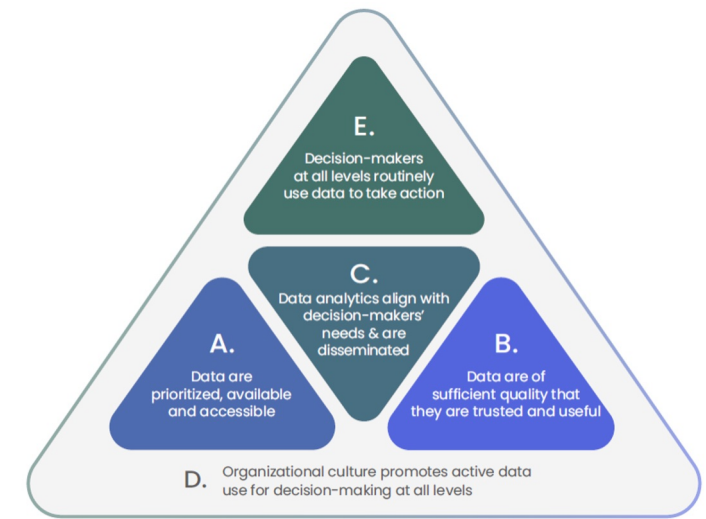 E.
Decision-makers
at all levels routinely
use data to take action
C.
Data analytics align with
decision-makers’
needs & are
disseminated
A.
Data are
prioritized, available
and accessible
B.
Data are of
sufficient quality that
they are trusted and useful
D.
Organizational culture promotes active data
use for decision-making at all levels